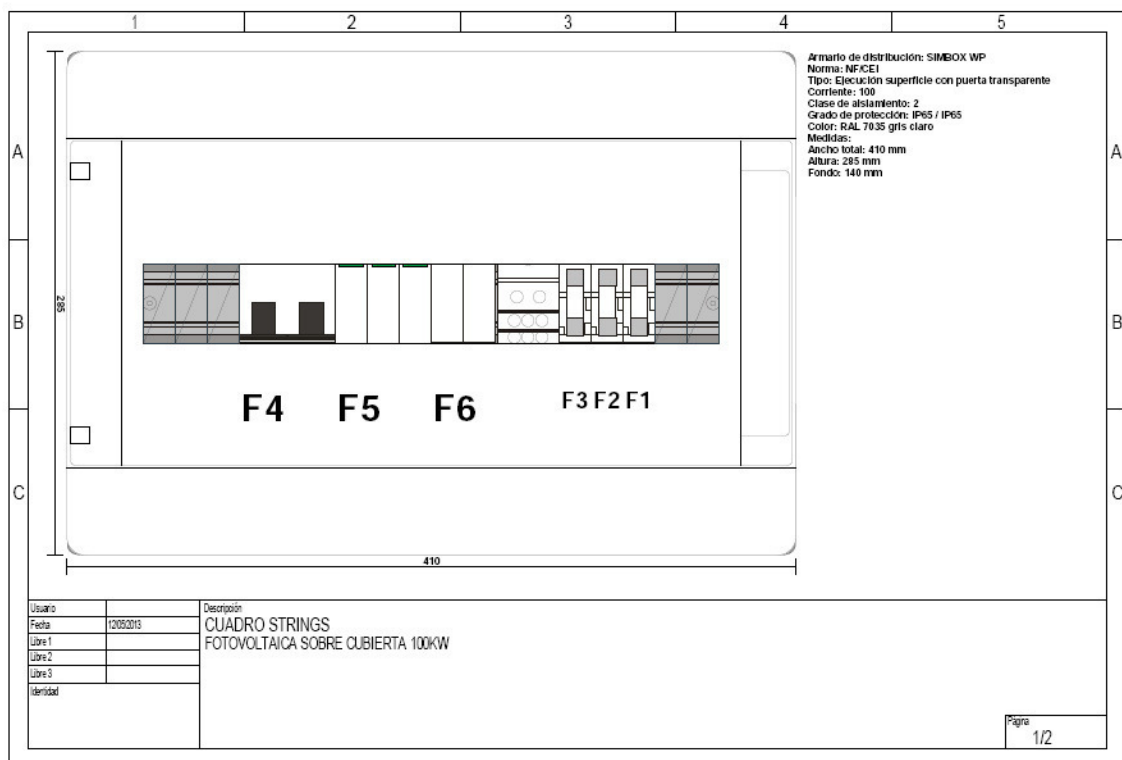 1 2 3 4 5
A A
B B
C C
Armario de distribución: SIMBOX WP
Norma: NF/CEI
Tipo: Ejecución superficie con puerta transparente
Corriente: 100
Clase de aislamiento: 2
Grado de protección: IP65 / IP65
Color: RAL 7035 gris claro
Medidas:
Ancho total: 410 mm
Altura: 285 mm
Fondo: 140 mm
285
F4 F5 F6 F3 F2 F1
410
Usuario
Fecha 12/05/2013
Libre 1
Libre 2
Libre 3
Identidad
Descripción
CUADRO STRINGS
FOTOVOLTAICA SOBRE CUBIERTA 100KW
Página
1/2